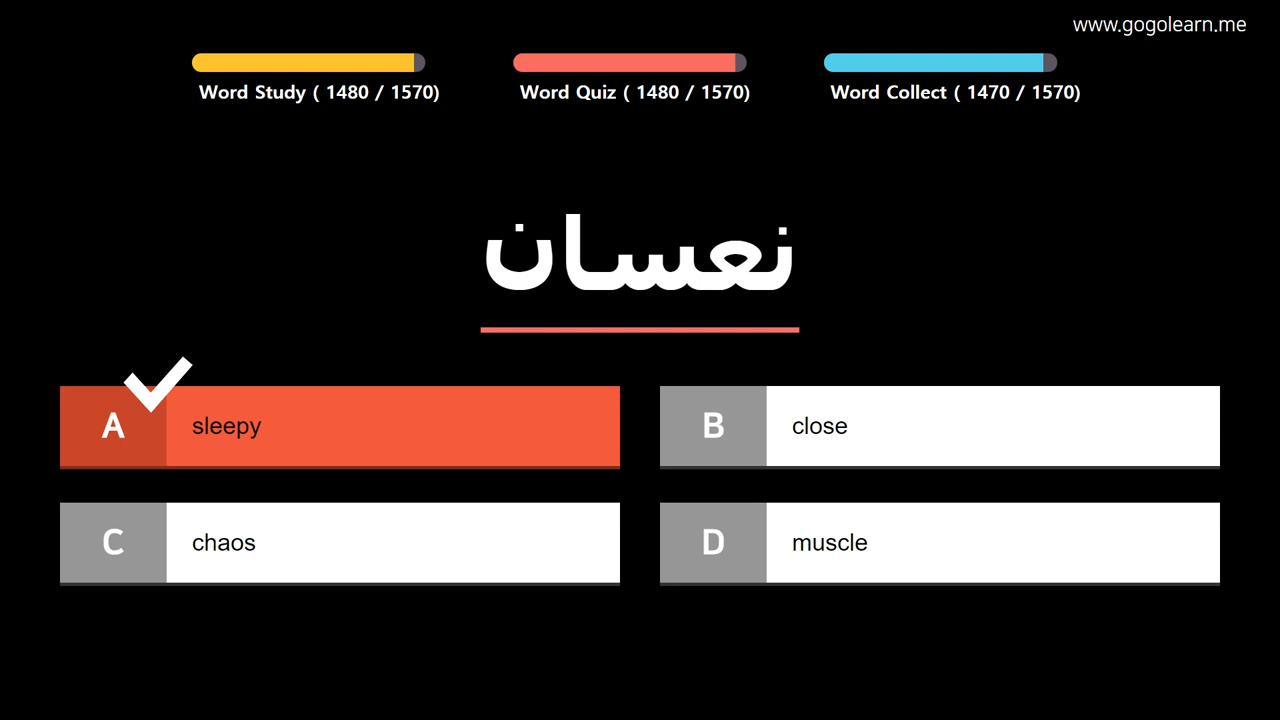 www.gogolearn.me
Word Study ( 1480 / 1570)
Word Quiz ( 1480 / 1570)
Word Collect ( 1470 / 1570)
نعسان
A sleepy
B close
C chaos
D muscle